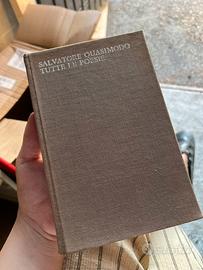 SALVATORE QUASIMODO
TUTTE LE POESIE